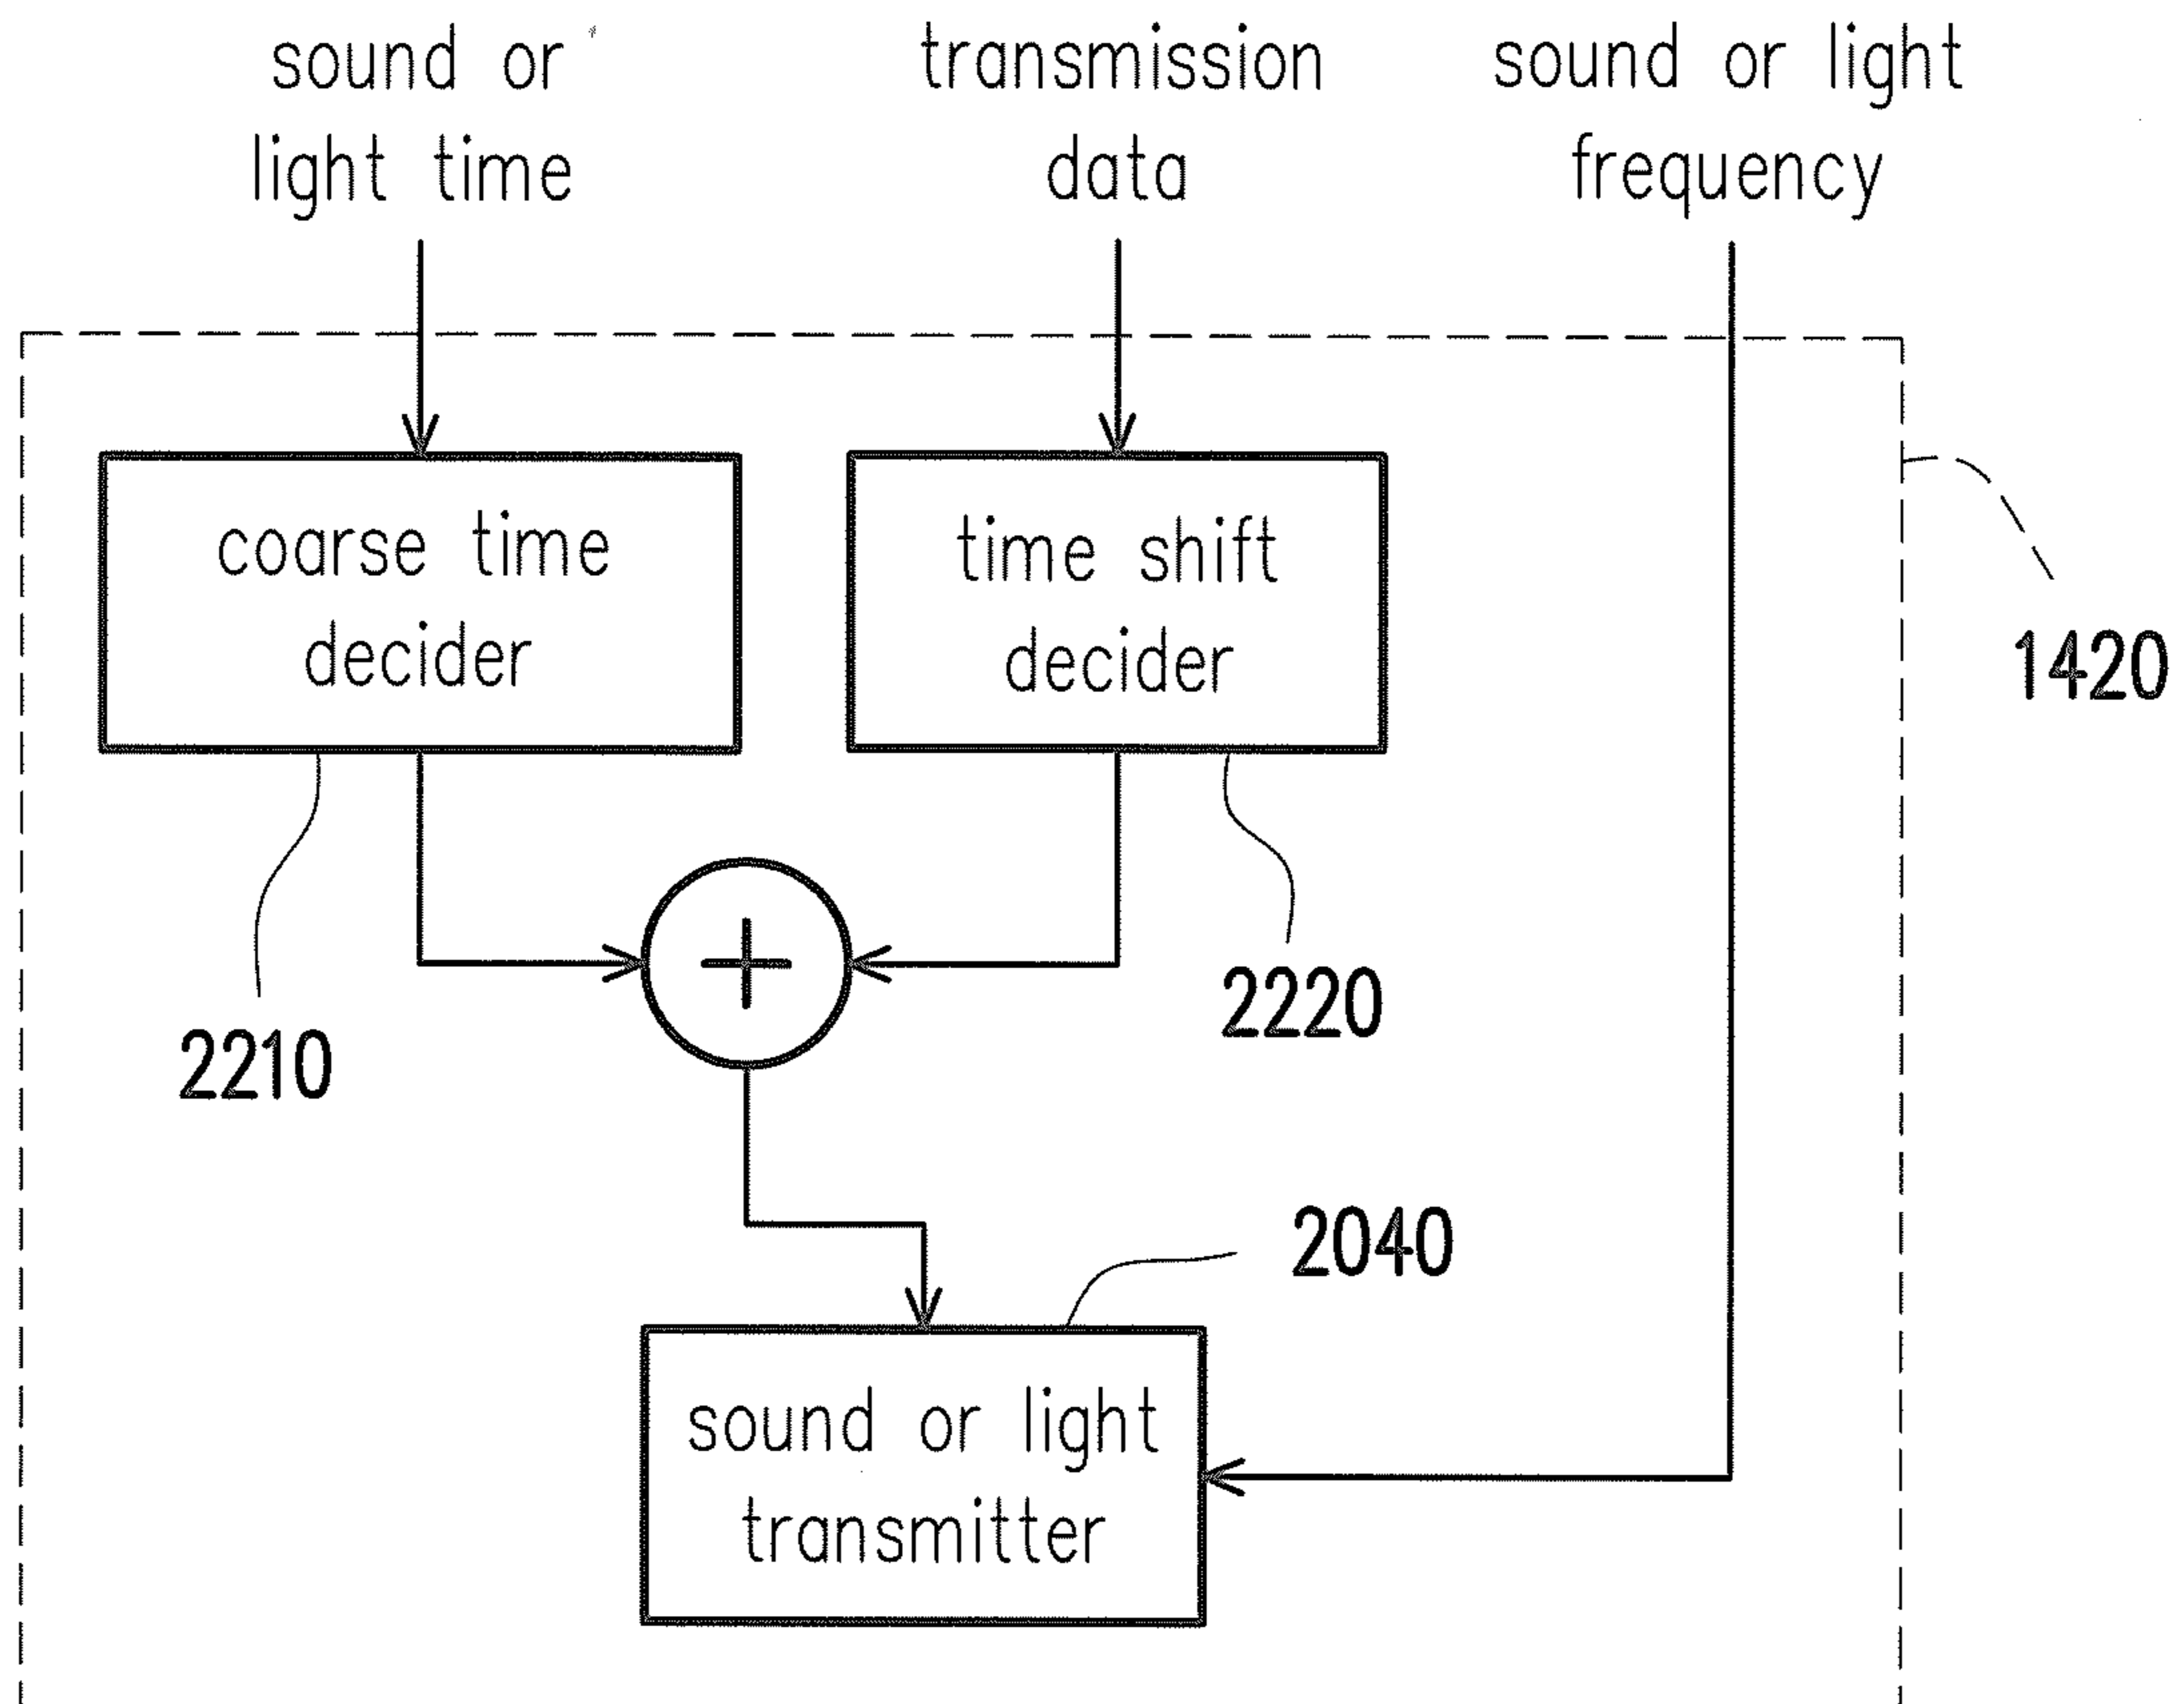 sound or
light time
transmission
data
sound or light
frequency
coarse time
decider
time shift
decider
1420
2210
2220
+
2040
sound or light
transmitter